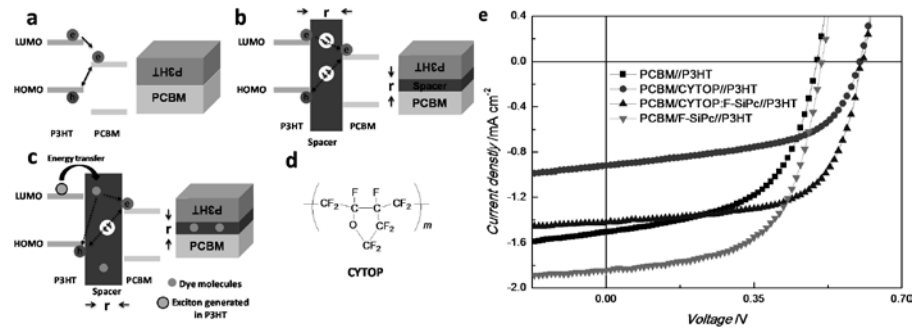 a
LUMO
e
e
HOMO
h
P3HT
PCBM
P3HT
PCBM
b
r
LUMO
HOMO
P3HT
PCBM
Spacer
r
P3HT
Spacer
PCBM
c
Energy transfer
LUMO
e
HOMO
h
P3HT
PCBM
Spacer
r
r
P3HT
PCBM
Dye molecules
Exciton generated
in P3HT
d
F F
CF2 C C CF2
O CF2
CF2
m
CYTOP
e
PCBM//P3HT
PCBM/CYTOP//P3HT
PCBM/CYTOP:F-SiPc//P3HT
PCBM/F-SiPc//P3HT
Current denstiy /mA cm-2
0.4
0.0
-0.4
-0.8
-1.2
-1.6
-2.0
0.00 0.35 0.70
Voltage /V